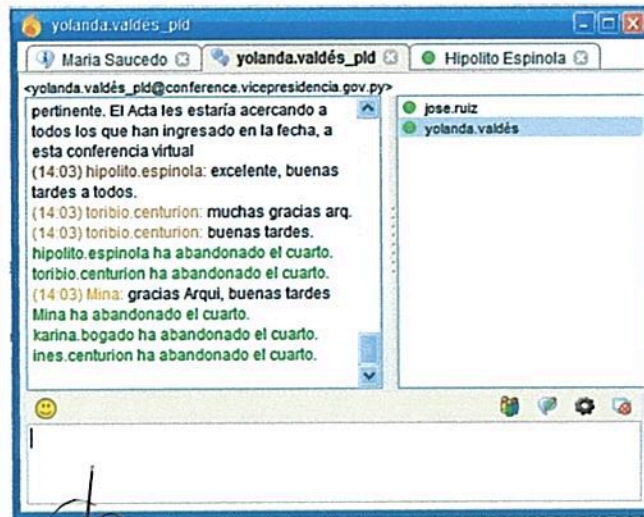 yolanda.valdés_pld
Maria Saucedo
yolanda.valdés_pld
Hipolito Espinola
<yolanda.valdés_pld@conference.vicepresidencia.gov.py>
pertinente. El Acta les estaría acercando a
todos los que han ingresado en la fecha, a
esta conferencia virtual
(14:03) hipolito.espinola: excelente, buenas
tardes a todos.
(14:03) toribio.centurion: muchas gracias arq.
(14:03) toribio.centurion: buenas tardes.
hipolito.espinola ha abandonado el cuarto.
toribio.centurion ha abandonado el cuarto.
(14:03) Mina: gracias Arqui, buenas tardes
Mina ha abandonado el cuarto.
karina.bogado ha abandonado el cuarto.
ines.centurion ha abandonado el cuarto.
jose.ruiz
yolanda.valdés